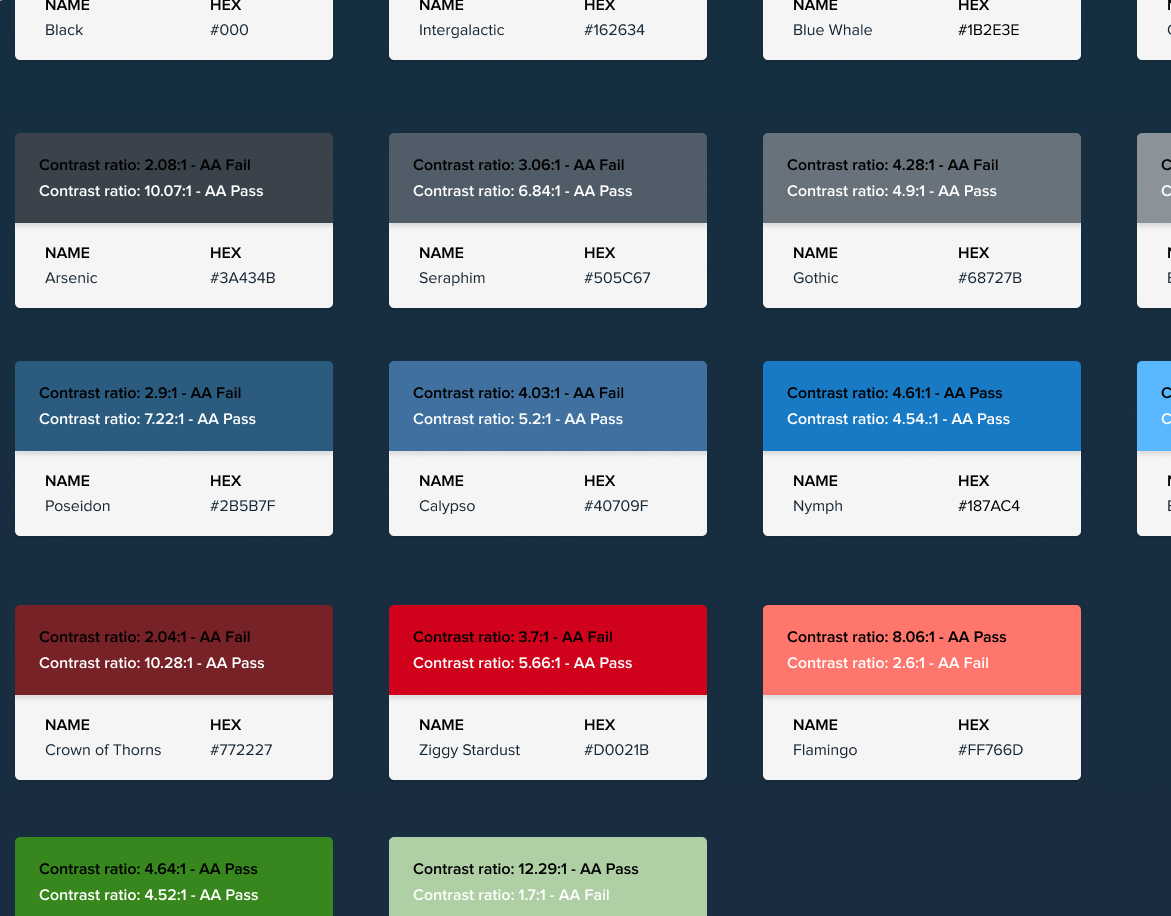 NAME HEX NAME HEX NAME HEX
Black #000 Intergalactic #162634 Blue Whale #1B2E3E
Contrast ratio: 2.08:1 - AA Fail Contrast ratio: 3.06:1 - AA Fail Contrast ratio: 4.28:1 - AA Fail
Contrast ratio: 10.07:1 - AA Pass Contrast ratio: 6.84:1 - AA Pass Contrast ratio: 4.9:1 - AA Pass
NAME HEX NAME HEX NAME HEX
Arsenic #3A434B Seraphim #505C67 Gothic #68727B
Contrast ratio: 2.9:1 - AA Fail Contrast ratio: 4.03:1 - AA Fail Contrast ratio: 4.61:1 - AA Pass
Contrast ratio: 7.22:1 - AA Pass Contrast ratio: 5.2:1 - AA Pass Contrast ratio: 4.54.:1 - AA Pass
NAME HEX NAME HEX NAME HEX
Poseidon #2B5B7F Calypso #40709F Nymph #187AC4
Contrast ratio: 2.04:1 - AA Fail Contrast ratio: 3.7:1 - AA Fail Contrast ratio: 8.06:1 - AA Pass
Contrast ratio: 10.28:1 - AA Pass Contrast ratio: 5.66:1 - AA Pass Contrast ratio: 2.6:1 - AA Fail
NAME HEX NAME HEX NAME HEX
Crown of Thorns #772227 Ziggy Stardust #D0021B Flamingo #FF766D
Contrast ratio: 4.64:1 - AA Pass Contrast ratio: 12.29:1 - AA Pass
Contrast ratio: 4.52:1 - AA Pass Contrast ratio: 1.7:1 - AA Fail